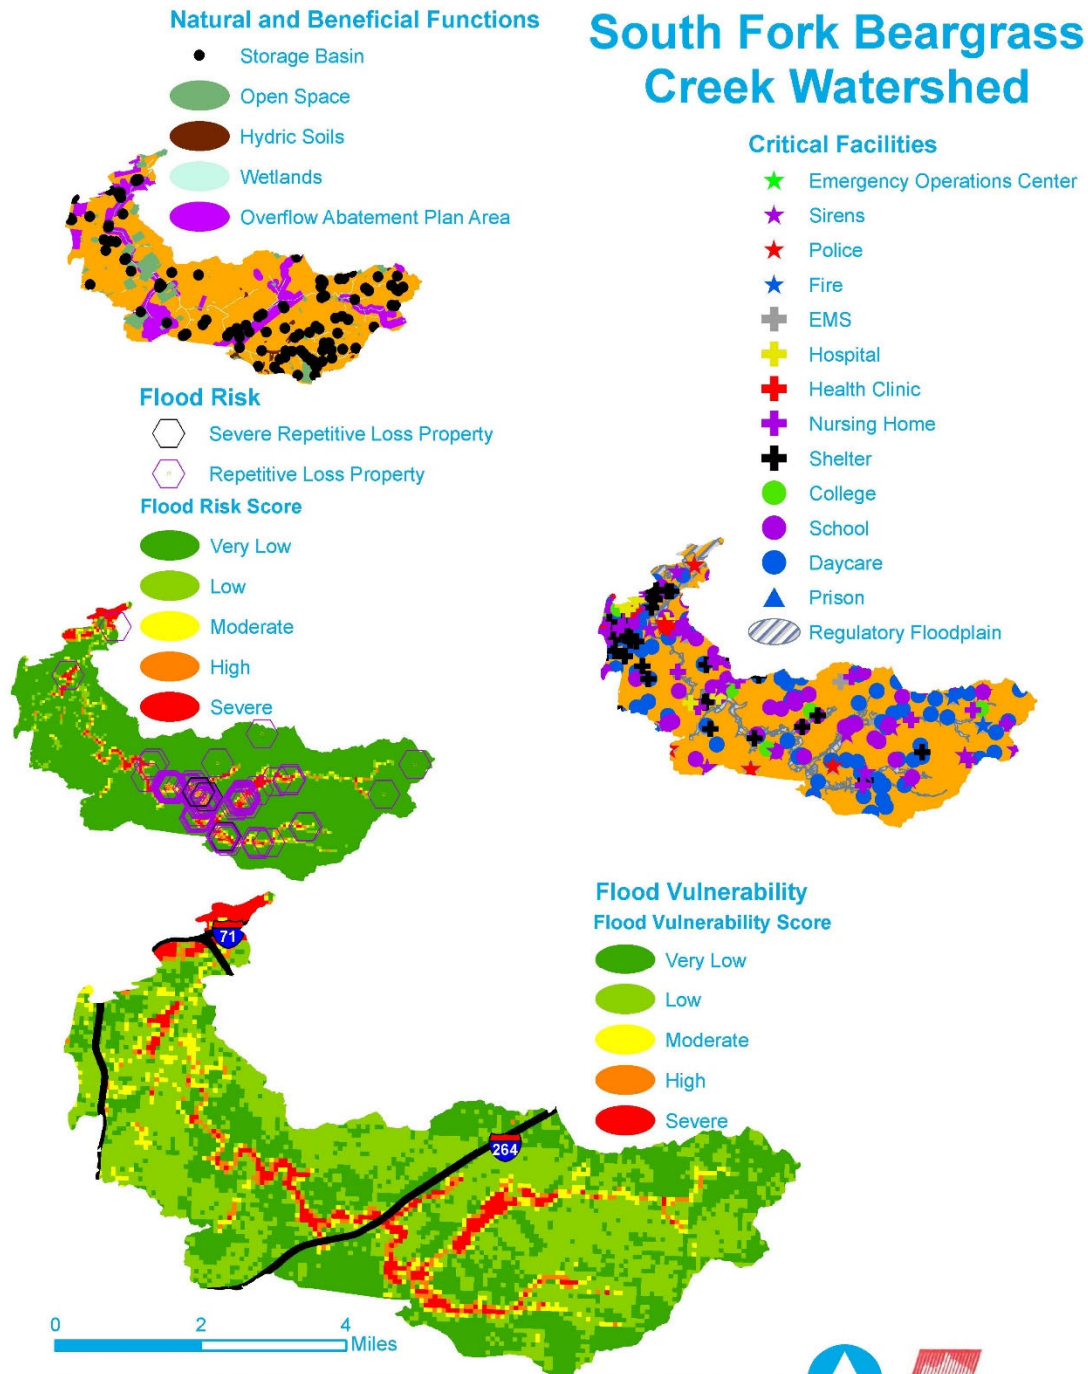 South Fork Beargrass
Creek Watershed
Natural and Beneficial Functions
Storage Basin
Open Space
Hydric Soils
Wetlands
Overflow Abatement Plan Area
Flood Risk
Severe Repetitive Loss Property
Repetitive Loss Property
Flood Risk Score
Very Low
Low
Moderate
High
Severe
Critical Facilities
Emergency Operations Center
Sirens
Police
Fire
EMS
Hospital
Health Clinic
Nursing Home
Shelter
College
School
Daycare
Prison
Regulatory Floodplain
Flood Vulnerability
Flood Vulnerability Score
Very Low
Low
Moderate
High
Severe
71
264
0 2 4
Miles